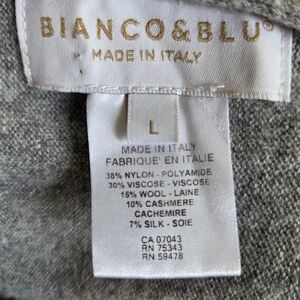 BIANCO&BLU®
MADE IN ITALY
L
MADE IN ITALY
FABRIQUE' EN ITALIE
38% NYLON - POLYAMIDE
30% VISCOSE - VISCOSE
15% WOOL - LAINE
10% CASHMERE
CACHEMIRE
7% SILK - SOIE
CA 07043
RN 75343
RN 59478